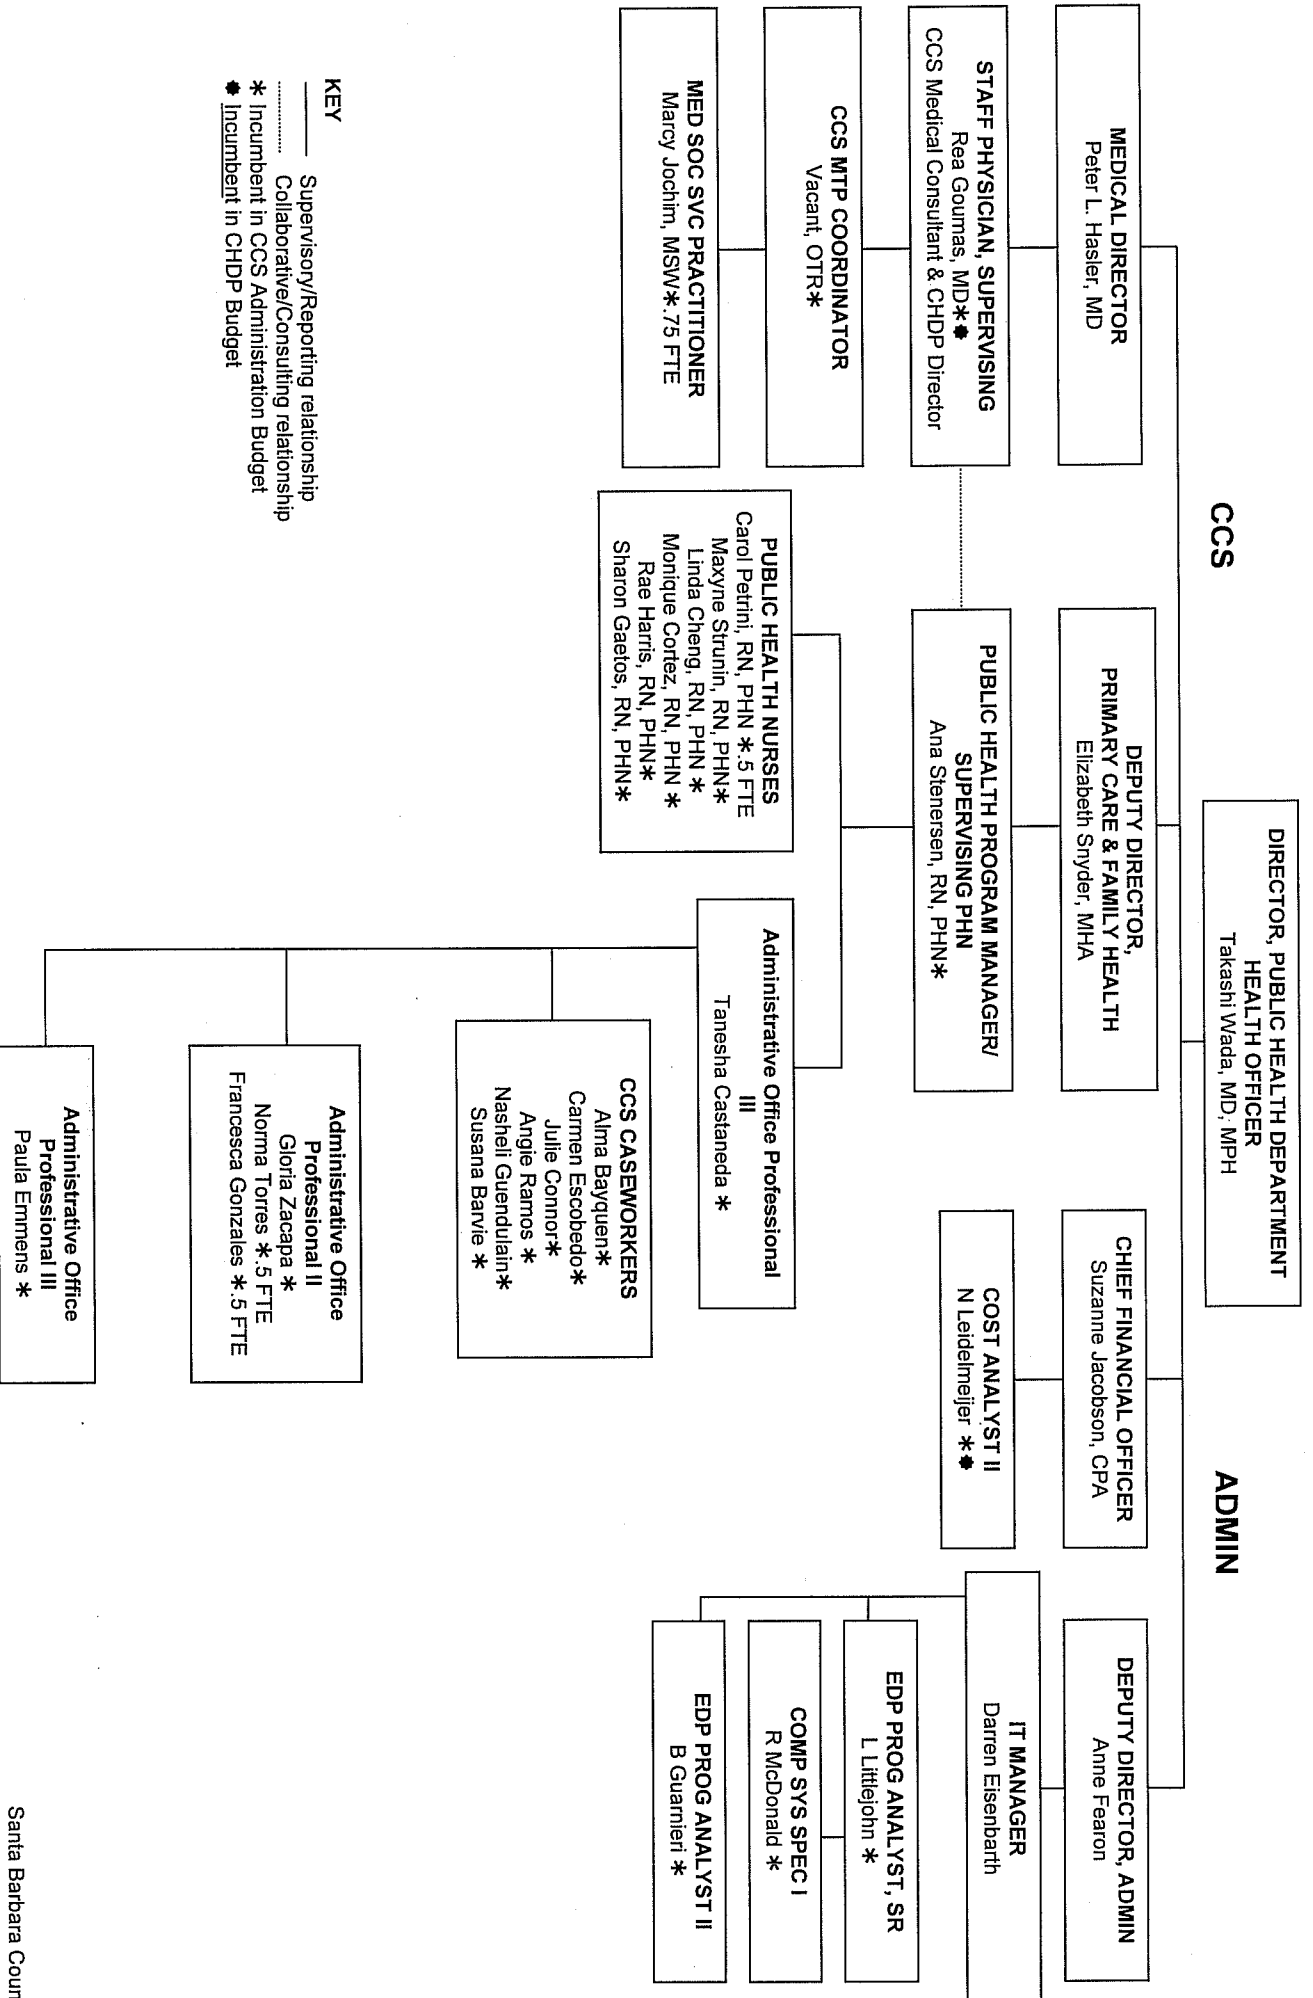 CCS
ADMIN
DIRECTOR, PUBLIC HEALTH DEPARTMENT
HEALTH OFFICER
Takashi Wada, MD, MPH
MEDICAL DIRECTOR
Peter L. Hasler, MD
DEPUTY DIRECTOR,
PRIMARY CARE & FAMILY HEALTH
Elizabeth Snyder, MHA
CHIEF FINANCIAL OFFICER
Suzanne Jacobson, CPA
DEPUTY DIRECTOR, ADMIN
Anne Fearon
STAFF PHYSICIAN, SUPERVISING
Rea Goumas, MD*●
CCS Medical Consultant & CHDP Director
PUBLIC HEALTH PROGRAM MANAGER/
SUPERVISING PHN
Ana Stenersen, RN, PHN*
COST ANALYST II
N Leidelmeijer *●
IT MANAGER
Darren Eisenbarth
CCS MTP COORDINATOR
Vacant, OTR*
EDP PROG ANALYST, SR
L Littlejohn *
MED SOC SVC PRACTITIONER
Marcy Jochim, MSW*.75 FTE
PUBLIC HEALTH NURSES
Carol Petrini, RN, PHN *.5 FTE
Maxyne Strunin, RN, PHN*
Linda Cheng, RN, PHN *
Monique Cortez, RN, PHN *
Rae Harris, RN, PHN*
Sharon Gaetos, RN, PHN*
Administrative Office Professional
III
Tanesha Castaneda *
COMP SYS SPEC I
R McDonald *
EDP PROG ANALYST II
B Guarnieri *
CCS CASEWORKERS
Alma Bayquen*
Carmen Escobedo*
Julie Connor*
Angie Ramos *
Nasheli Guendulain*
Susana Barvie *
Administrative Office
Professional II
Gloria Zacapa *
Norma Torres *.5 FTE
Francesca Gonzales *.5 FTE
Administrative Office
Professional III
Paula Emmens *
KEY
Supervisory/Reporting relationship
Collaborative/Consulting relationship
* Incumbent in CCS Administration Budget
● Incumbent in CHDP Budget
Santa Barbara Coun